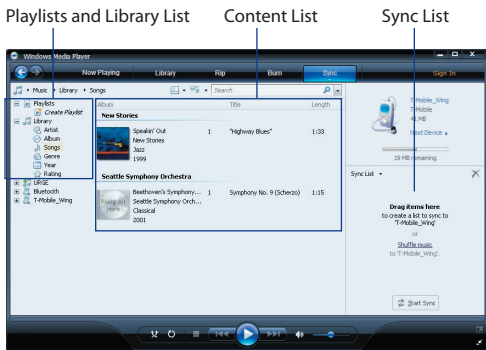 Playlists and Library List Content List Sync List
Windows Media Player
Now Playing Library Rip Burn Sync Sign In
Music Library Songs Search
Playlists
Create Playlist
Library
Artist
Album
Songs
Genre
Year
Rating
URGE
Bluetooth
T-Mobile_Wing
Album Title Length
New Stories
Speakin' Out 1 "Highway Blues" 1:33
New Stories
Jazz
1999
Seattle Symphony Orchestra
Paste Art Here
Beethoven's Symphony... 1 Symphony No. 9 (Scherzo) 1:15
Seattle Symphony Orch...
Classical
2001
T-Mobile_Wing
T-Mobile
41 MB
Next Device
19 MB remaining
Sync List
Drag items here
to create a list to sync to
'T-Mobile_Wing'
or
Shuffle music
to 'T-Mobile_Wing'.
Start Sync